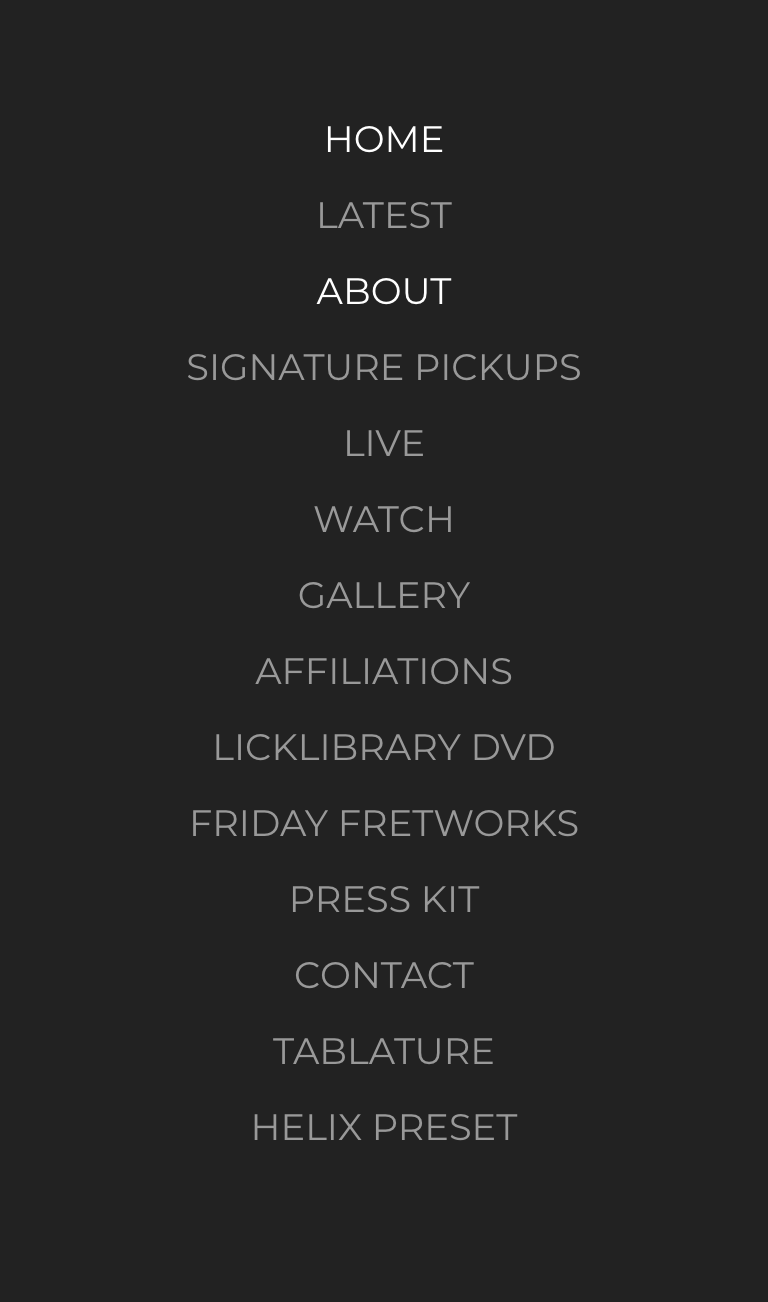 HOME
LATEST
ABOUT
SIGNATURE PICKUPS
LIVE
WATCH
GALLERY
AFFILIATIONS
LICKLIBRARY DVD
FRIDAY FRETWORKS
PRESS KIT
CONTACT
TABLATURE
HELIX PRESET